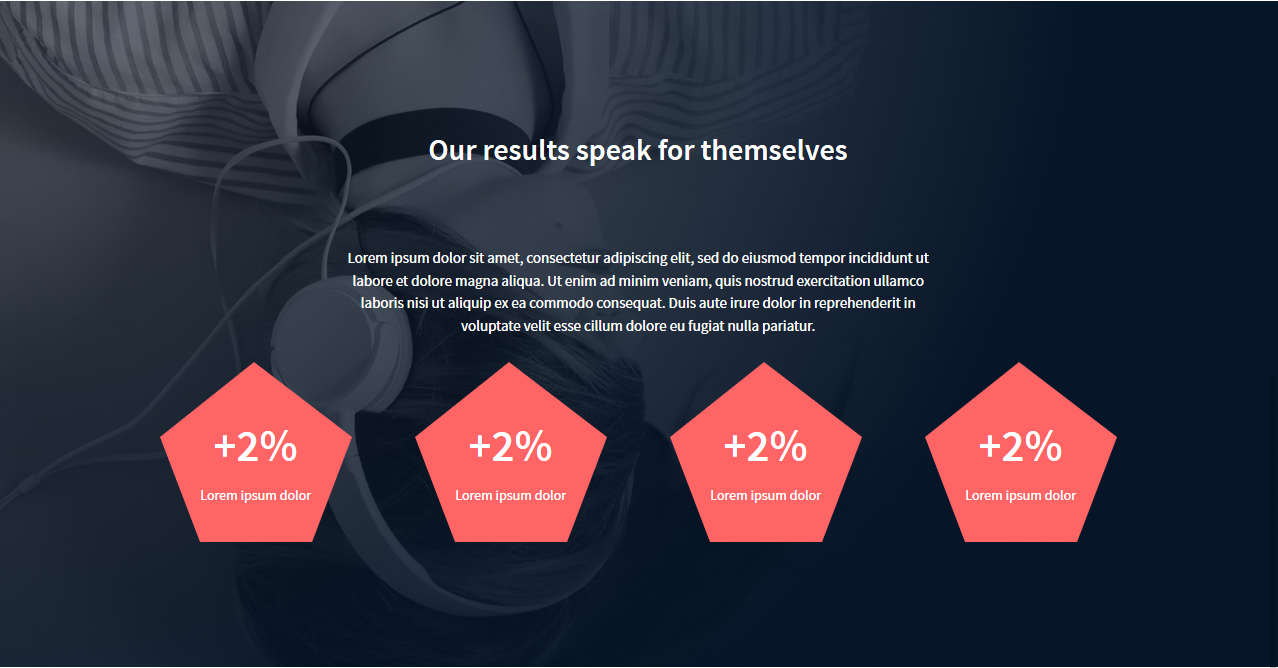 Our results speak for themselves
Lorem ipsum dolor sit amet, consectetur adipiscing elit, sed do eiusmod tempor incididunt ut
labore et dolore magna aliqua. Ut enim ad minim veniam, quis nostrud exercitation ullamco
laboris nisi ut aliquip ex ea commodo consequat. Duis aute irure dolor in reprehenderit in
voluptate velit esse cillum dolore eu fugiat nulla pariatur.
+2%
Lorem ipsum dolor
+2%
Lorem ipsum dolor
+2%
Lorem ipsum dolor
+2%
Lorem ipsum dolor